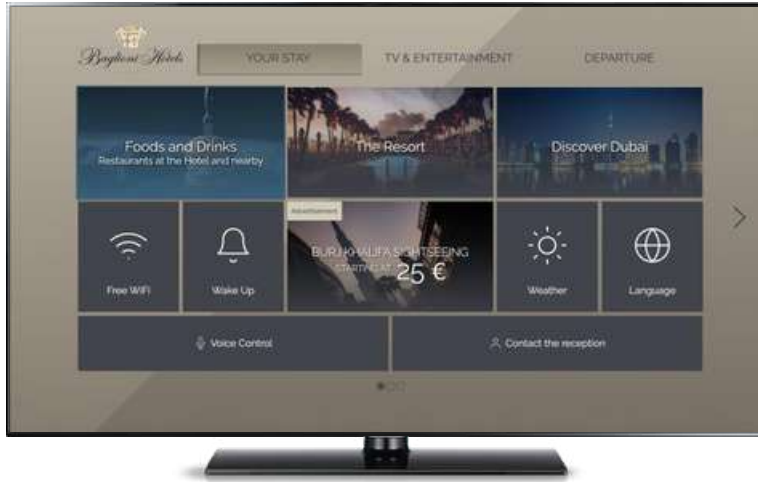 Baglioni Hotels
YOUR STAY
TV & ENTERTAINMENT
DEPARTURE
Foods and Drinks
Restaurants at the Hotel and nearby
The Resort
Discover Dubai
Free WiFi
Wake Up
Advertisement
BURJ KHALIFA SIGHTSEEING
STARTING AT 25 €
Weather
Language
Voice Control
Contact the reception